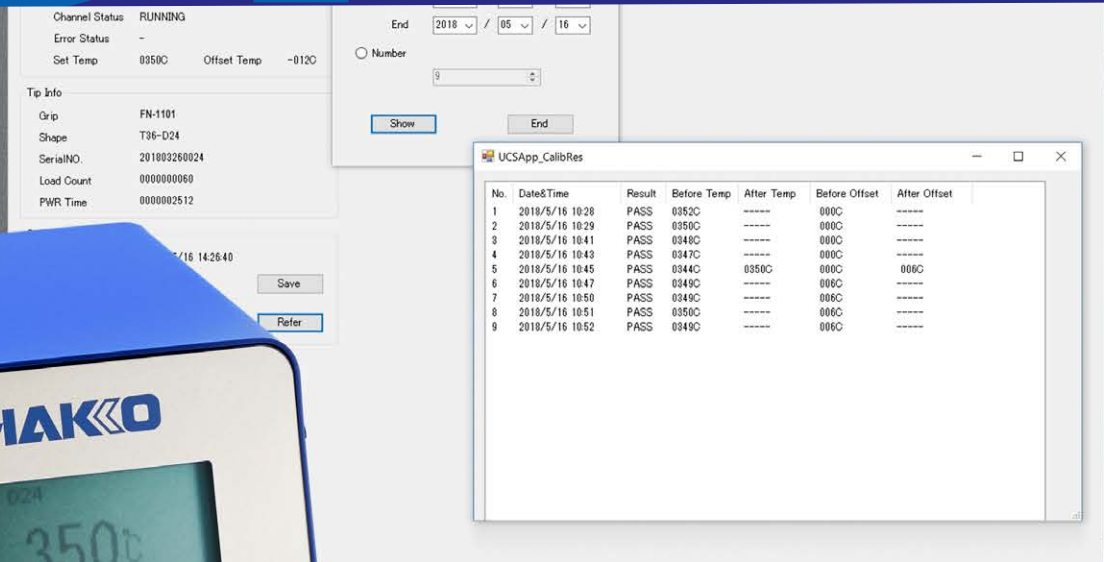 Channel Status RUNNING
Error Status -
Set Temp 0350C Offset Temp -012C
Tip Info
Grip FN-1101
Shape T36-D24
SerialNO. 201803260024
Load Count 0000000060
PWR Time 0000002512
/16 14:26:40
Save
Refer
End 2018 / 05 / 16
Number
9
Show End
UCSApp_CalibRes
No. Date&Time Result Before Temp After Temp Before Offset After Offset
1 2018/5/16 10:28 PASS 0352C ----- 000C -----
2 2018/5/16 10:29 PASS 0350C ----- 000C -----
3 2018/5/16 10:41 PASS 0348C ----- 000C -----
4 2018/5/16 10:43 PASS 0347C ----- 000C -----
5 2018/5/16 10:45 PASS 0344C 0350C 000C 006C
6 2018/5/16 10:47 PASS 0349C ----- 006C -----
7 2018/5/16 10:50 PASS 0349C ----- 006C -----
8 2018/5/16 10:51 PASS 0350C ----- 006C -----
9 2018/5/16 10:52 PASS 0349C ----- 006C -----
HAKKO
D24
350℃